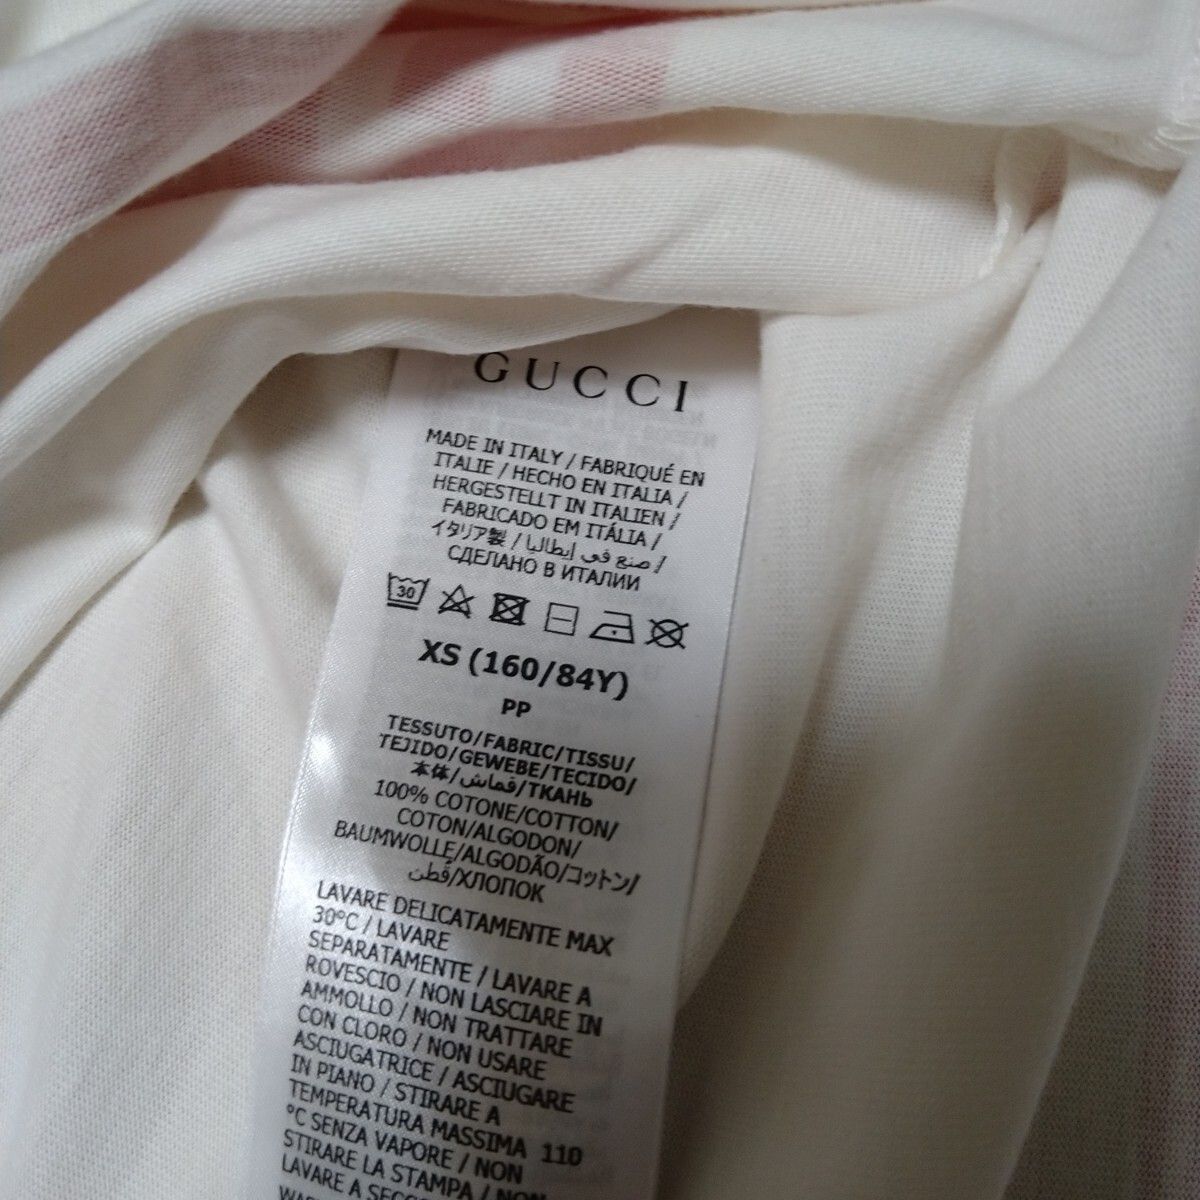 GUCCI
MADE IN ITALY / FABRIQUÉ EN
ITALIE / HECHO EN ITALIA /
HERGESTELLT IN ITALIEN /
FABRICADO EM ITÁLIA /
イタリア製 / صنع في إيطاليا /
СДЕЛАНО В ИТАЛИИ
30
XS (160/84Y)
PP
TESSUTO/FABRIC/TISSU/
TEJIDO/GEWEBE/TECIDO/
本体/قماش/ТКАНЬ
100% COTONE/COTTON/
COTON/ALGODON/
BAUMWOLLE/ALGODÃO/コットン/
قطن/ХЛОПОК
LAVARE DELICATAMENTE MAX
30°C / LAVARE
SEPARATAMENTE / LAVARE A
ROVESCIO / NON LASCIARE IN
AMMOLLO / NON TRATTARE
CON CLORO / NON USARE
ASCIUGATRICE / ASCIUGARE
IN PIANO / STIRARE A
TEMPERATURA MASSIMA 110
°C SENZA VAPORE / NON
STIRARE LA STAMPA / NON
LAVARE A SECCO